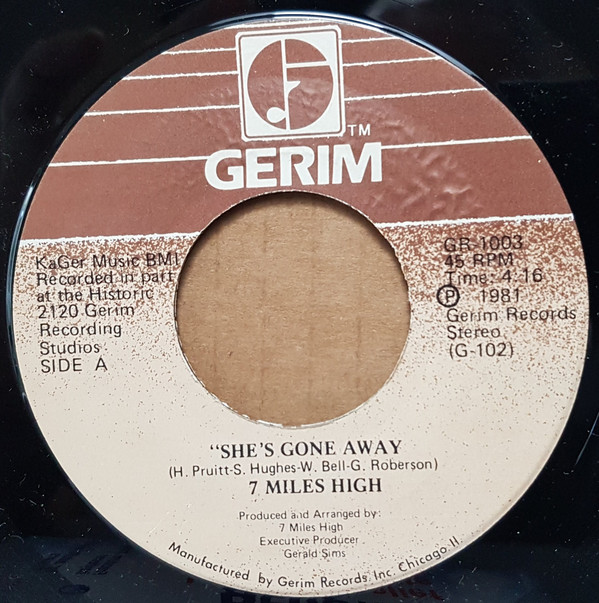 TM
GERIM
KaGer Music BMI
Recorded in part
at the Historic
2120 Gerim
Recording
Studios
SIDE A
GR-1003
45 RPM
Time: 4:16
Ⓟ 1981
Gerim Records
Stereo
(G-102)
"SHE'S GONE AWAY
(H. Pruitt-S. Hughes-W. Bell-G. Roberson)
7 MILES HIGH
Produced and Arranged by:
7 Miles High
Executive Producer
Gerald Sims
Manufactured by Gerim Records Inc. Chicago Il.